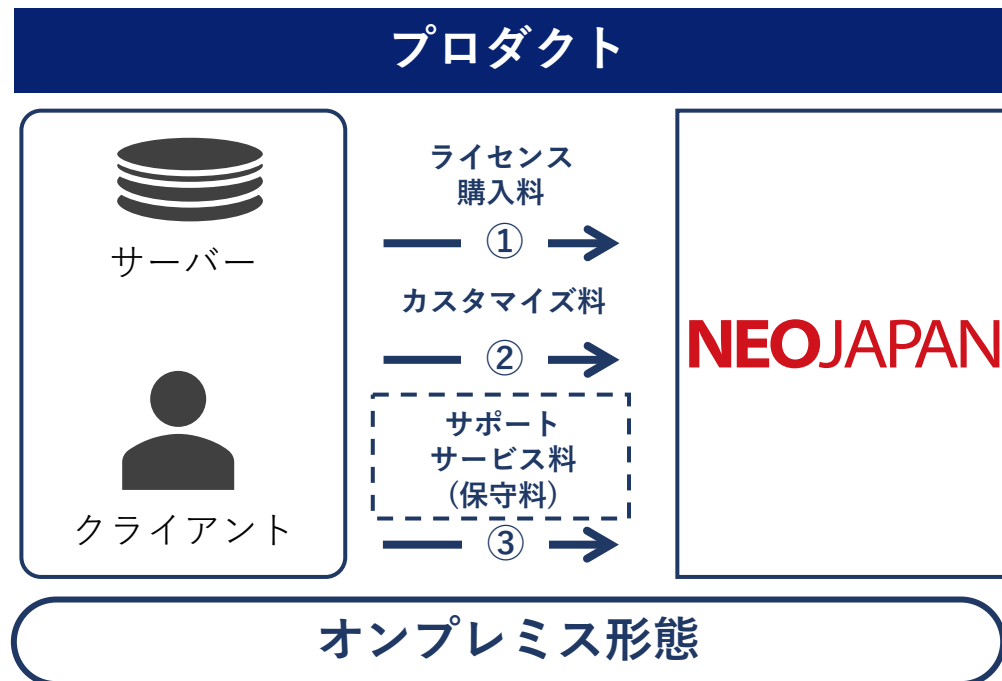 プロダクト
サーバー
クライアント
ライセンス
購入料
①
カスタマイズ料
②
サポート
サービス料
(保守料)
③
NEOJAPAN
オンプレミス形態